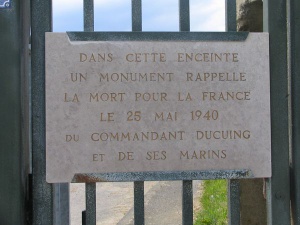 DANS CETTE ENCEINTE
UN MONUMENT RAPPELLE
LA MORT POUR LA FRANCE
LE 25 MAI 1940
DU COMMANDANT DUCUING
ET DE SES MARINS